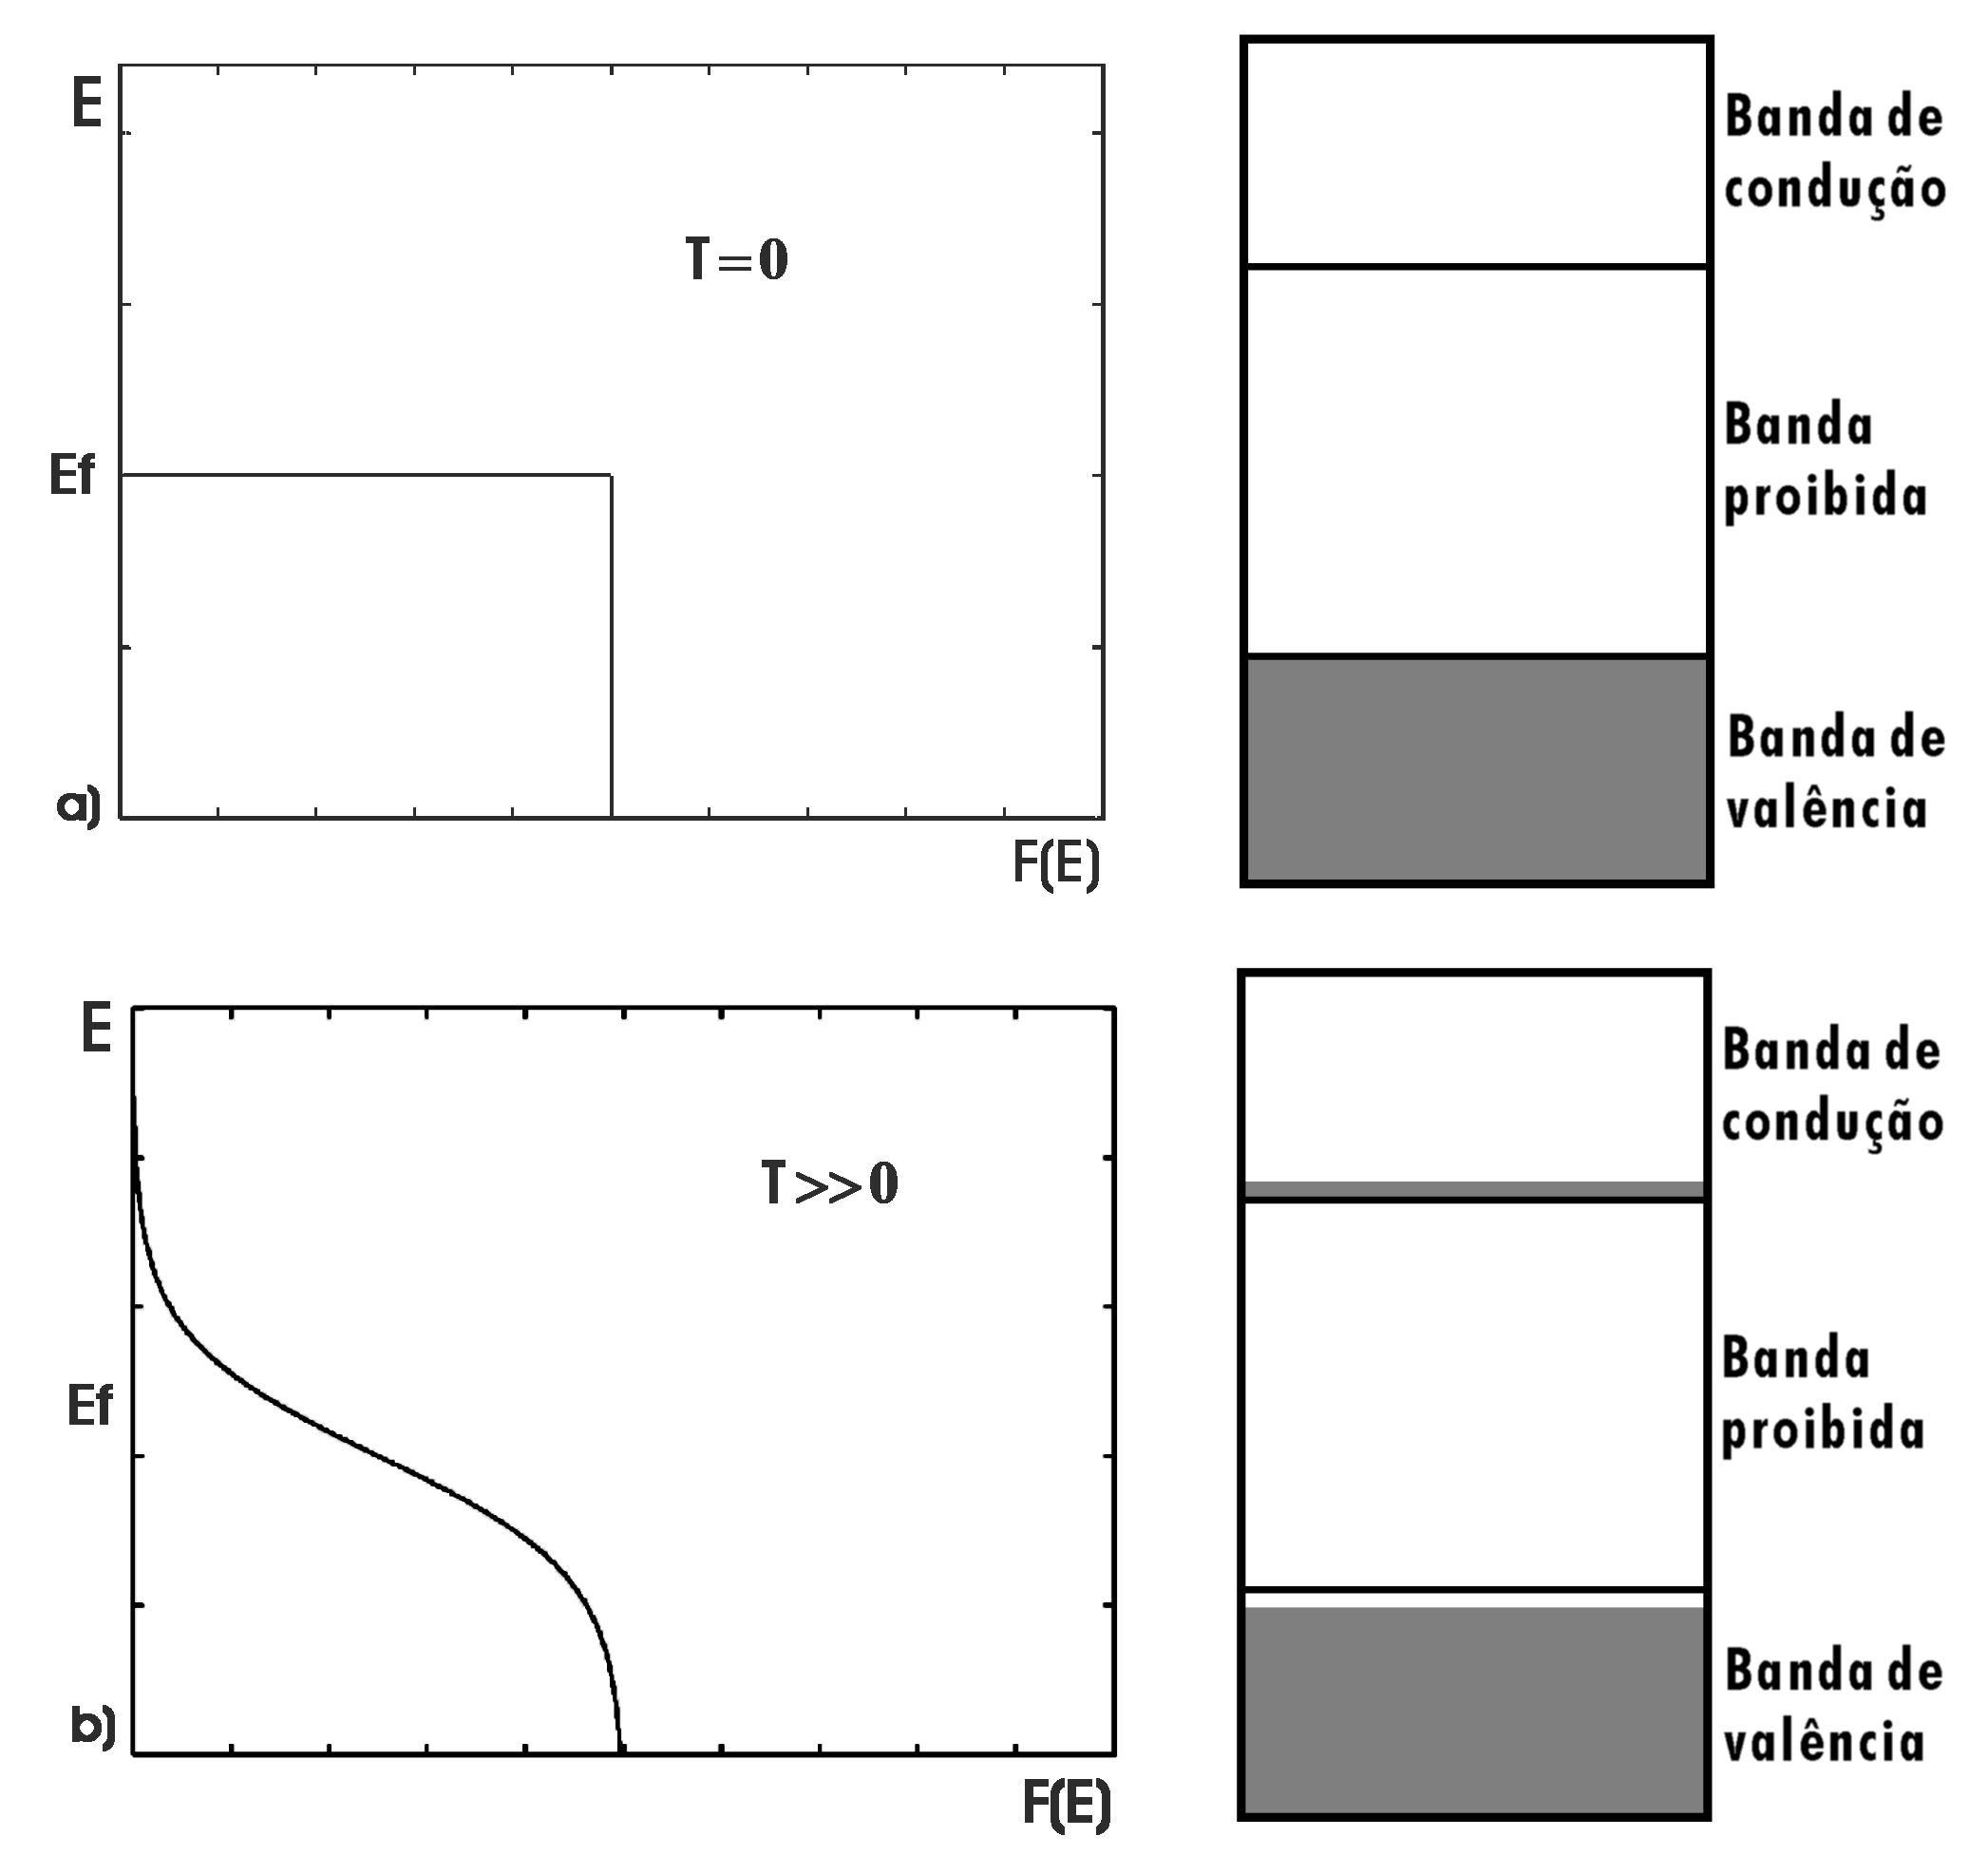 E
T=0
Ef
a)
F(E)
Banda de
condução
Banda
proibida
Banda de
valência
E
T>>0
Ef
b)
F(E)
Banda de
condução
Banda
proibida
Banda de
valência